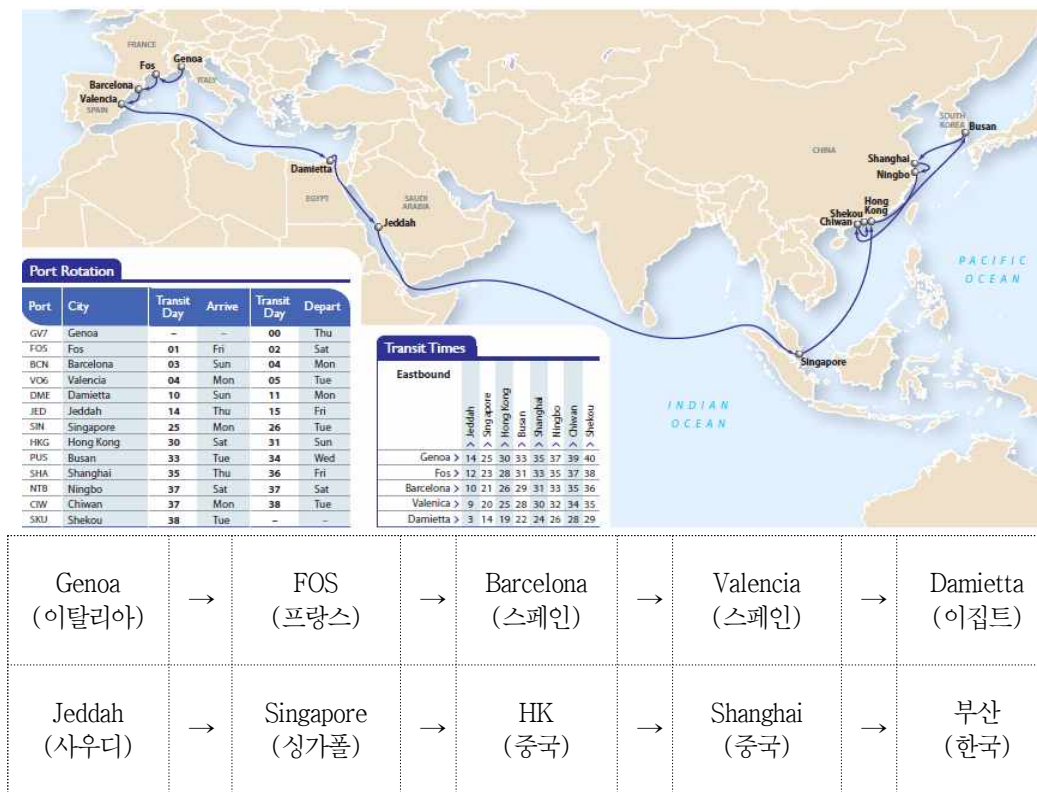 FRANCE
Genoa
Fos
ITALY
Barcelona
Valencia
SPAIN
Damietta
EGYPT
SAUDI
ARABIA
Jeddah
SOUTH
KOREA
Busan
CHINA
Shanghai
Ningbo
Hong
Kong
Shekou
Chiwan
PACIFIC
OCEAN
Singapore
INDIAN
OCEAN
Port Rotation
Port City Transit Day Arrive Transit Day Depart
GV7 Genoa – – 00 Thu
FOS Fos 01 Fri 02 Sat
BCN Barcelona 03 Sun 04 Mon
VO6 Valencia 04 Mon 05 Tue
DME Damietta 10 Sun 11 Mon
JED Jeddah 14 Thu 15 Fri
SIN Singapore 25 Mon 26 Tue
HKG Hong Kong 30 Sat 31 Sun
PUS Busan 33 Tue 34 Wed
SHA Shanghai 35 Thu 36 Fri
NTB Ningbo 37 Sat 37 Sat
CIW Chiwan 37 Mon 38 Tue
SKU Shekou 38 Tue – –
Transit Times
Eastbound
Jeddah Singapore Hong Kong Busan Shanghai Ningbo Chiwan Shekou
Genoa > 14 25 30 33 35 37 39 40
Fos > 12 23 28 31 33 35 37 38
Barcelona > 10 21 26 29 31 33 35 36
Valenica > 9 20 25 28 30 32 34 35
Damietta > 3 14 19 22 24 26 28 29
Genoa → FOS → Barcelona → Valencia → Damietta
(이탈리아) (프랑스) (스페인) (스페인) (이집트)
Jeddah → Singapore → HK → Shanghai → 부산
(사우디) (싱가폴) (중국) (중국) (한국)